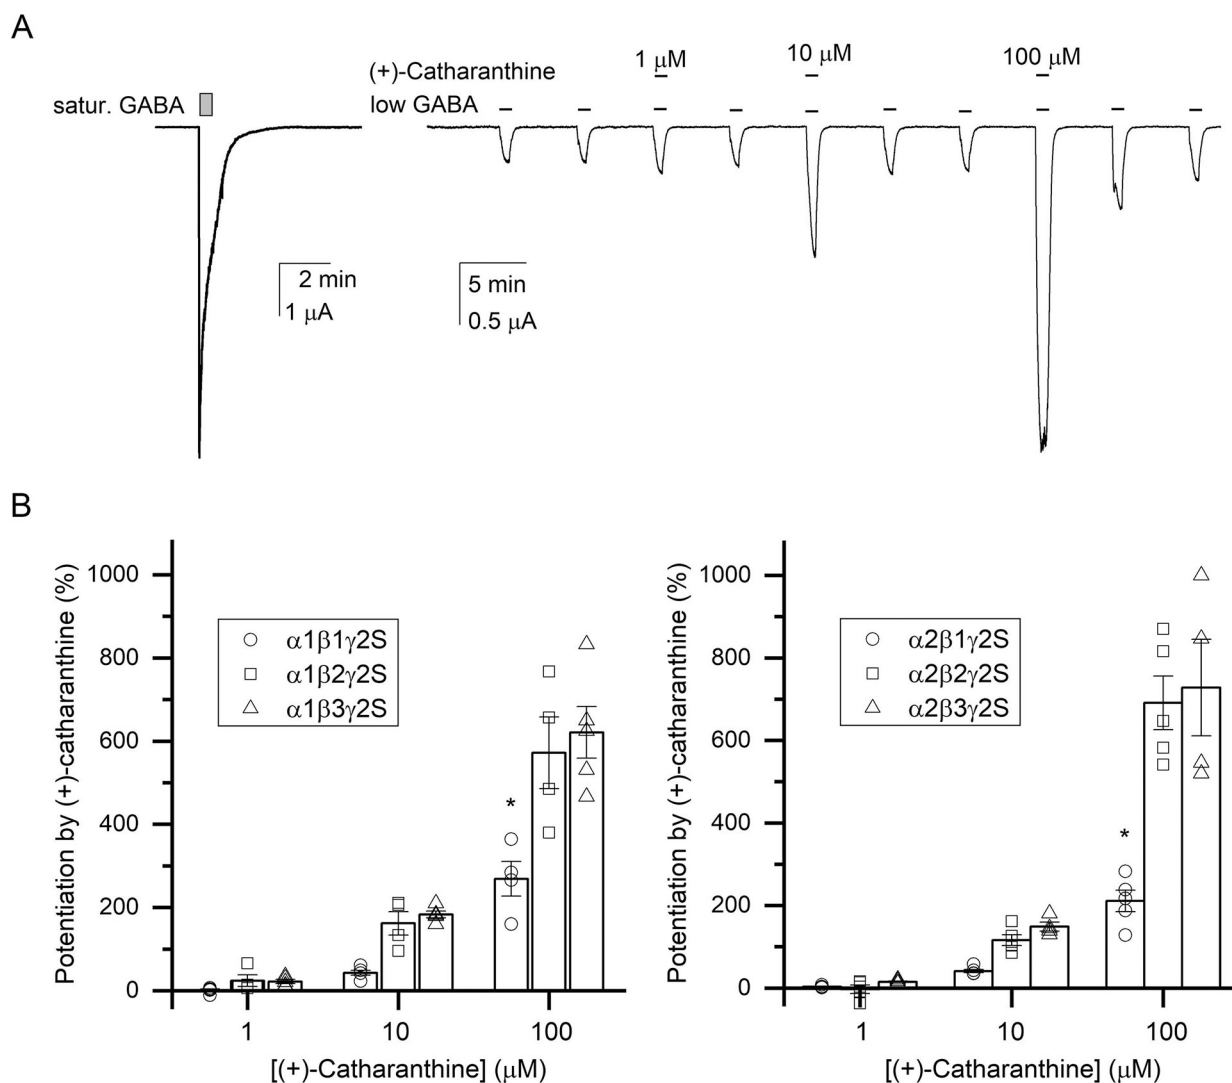 A
(+)-Catharanthine 1 μM 10 μM 100 μM
satur. GABA low GABA
2 min
1 μA
5 min
0.5 μA
B
Potentiation by (+)-catharanthine (%)
1000
800
600
400
200
0
α1β1γ2S
α1β2γ2S
α1β3γ2S
*
1 10 100
[(+)-Catharanthine] (μM)
Potentiation by (+)-catharanthine (%)
1000
800
600
400
200
0
α2β1γ2S
α2β2γ2S
α2β3γ2S
*
1 10 100
[(+)-Catharanthine] (μM)